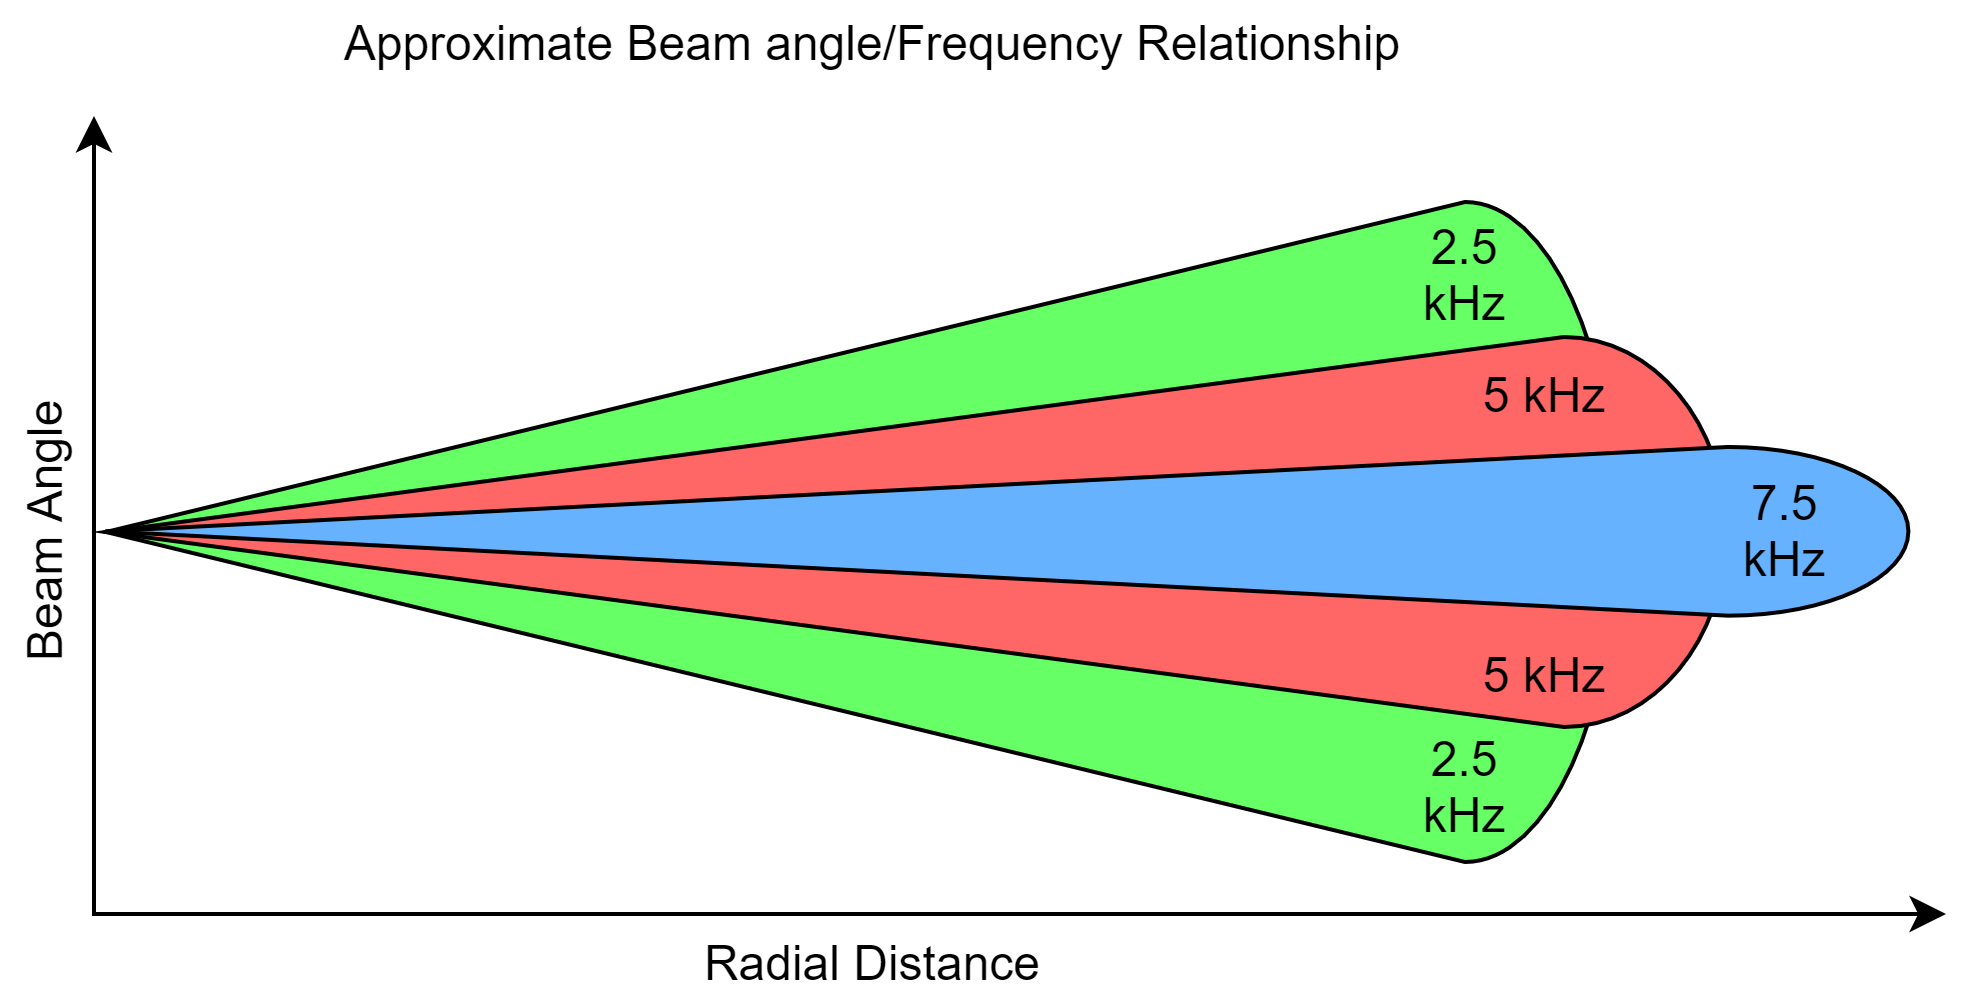 Approximate Beam angle/Frequency Relationship
2.5
kHz
5 kHz
7.5
kHz
5 kHz
2.5
kHz
Beam Angle
Radial Distance